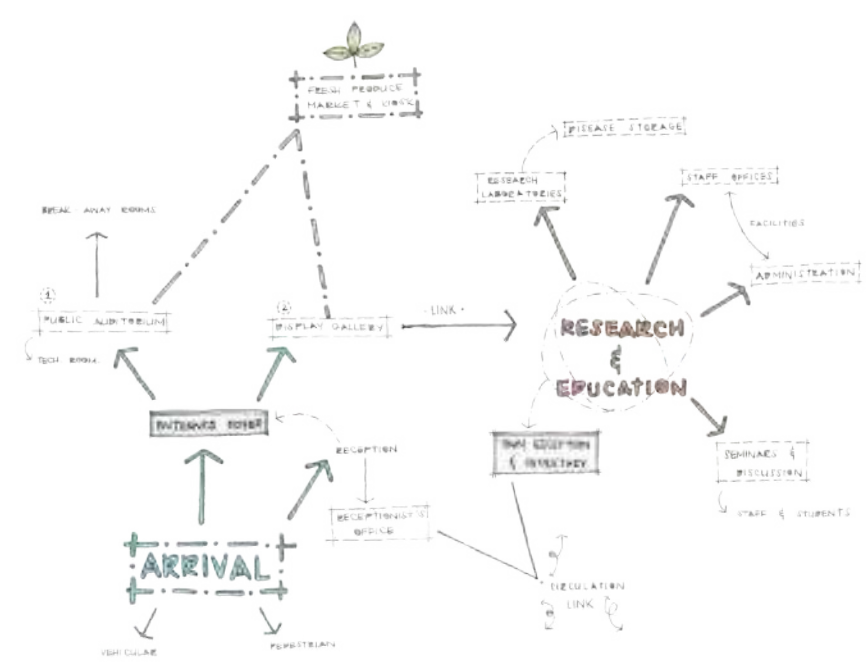 FRESH PRODUCE
MARKET & KIOSK
DISEASE STORAGE
RESEARCH
LABORATORIES
STAFF OFFICES
BREAK AWAY ROOMS
FACILITIES
ADMINISTRATION
1
PUBLIC AUDITORIUM
2
DISPLAY GALLERY
- LINK -
RESEARCH
&
EDUCATION
TECH ROOM
ENTRANCE FOYER
RECEPTION
& INVENTORY
SEMINARS &
DISCUSSION
STAFF & STUDENTS
RECEPTIONIST'S
OFFICE
ARRIVAL
CIRCULATION
LINK
VEHICULAR
PEDESTRIAN